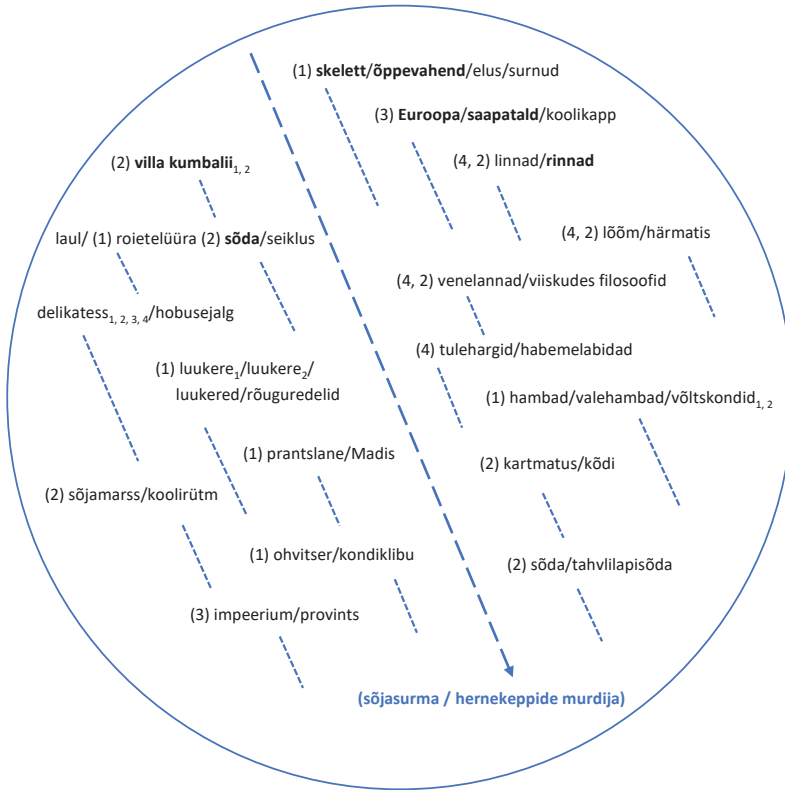 (1) skelett/õppevahend/elus/surnud
(3) Euroopa/saapatald/koolikapp
(4, 2) linnad/rinnad
(2) villa kumbalii1, 2
laul/ (1) roietelüüra (2) sõda/seiklus
(4, 2) lõõm/härmatis
(4, 2) venelannad/viiskudes filosoofid
delikatess1, 2, 3, 4/hobusejalg
(4) tulehargid/habemelabidad
(1) luukere1/luukere2/
luukered/rõuguredelid
(1) hambad/valehambad/võltskondid1, 2
(1) prantslane/Madis
(2) kartmatus/kõdi
(2) sõjamarss/koolirütm
(1) ohvitser/kondiklibu
(2) sõda/tahvlilapisõda
(3) impeerium/provints
(sõjasurma / hernekeppide murdija)